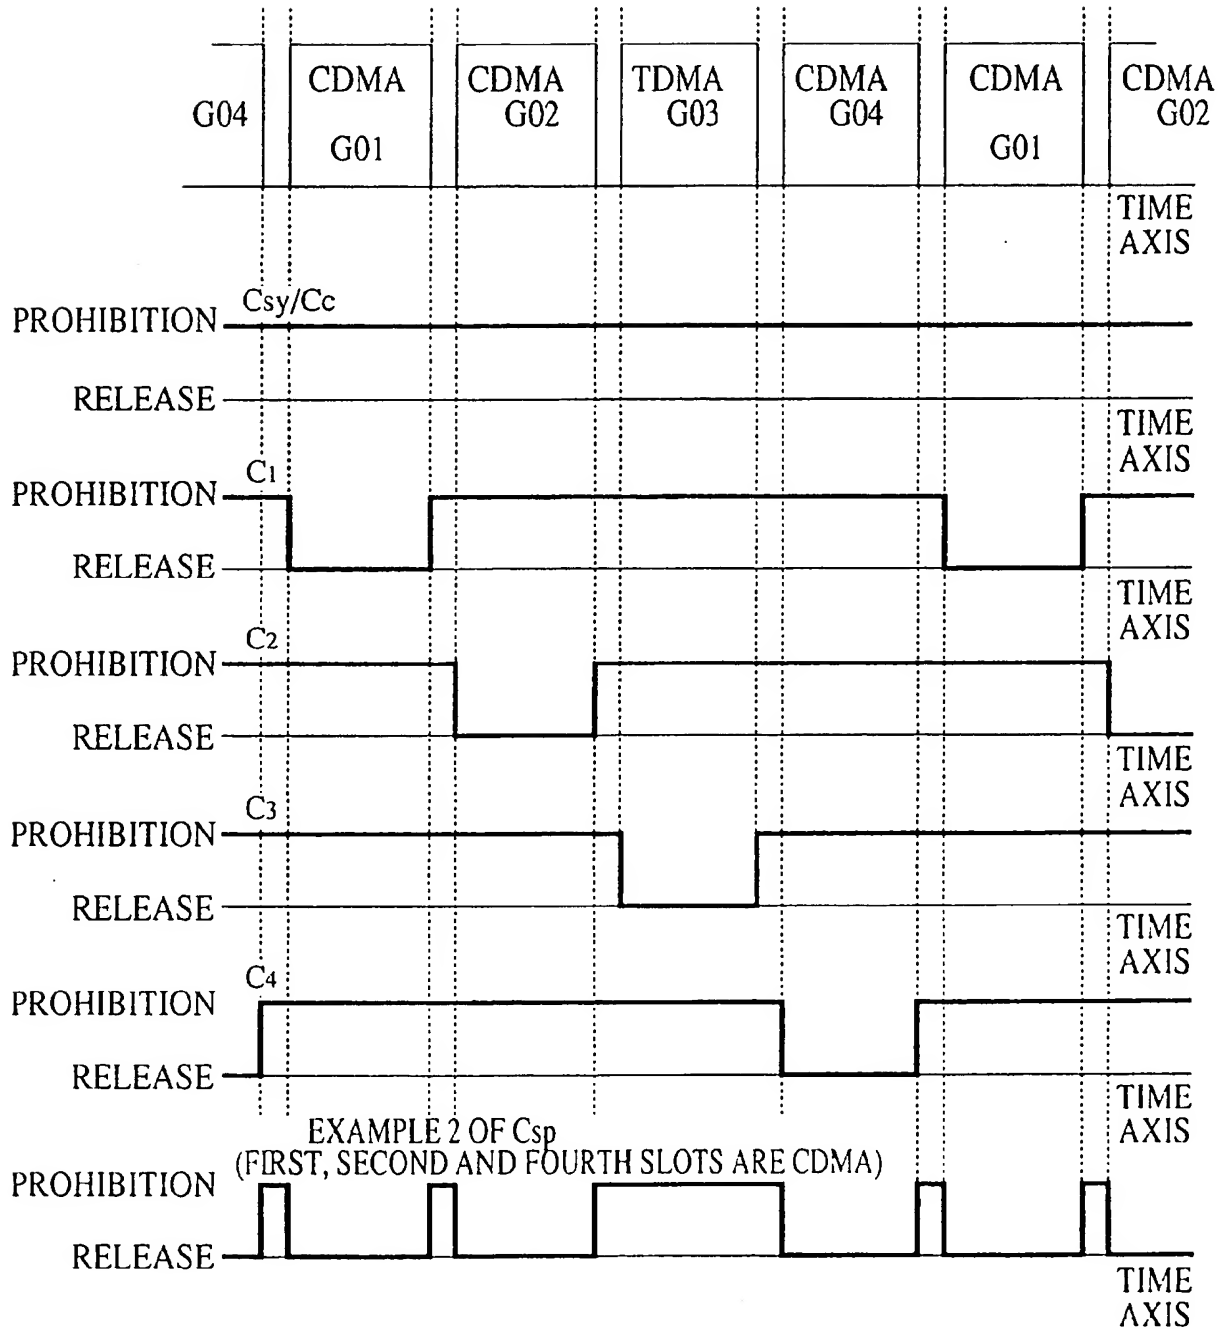 CDMA CDMA TDMA CDMA CDMA CDMA
G04 G02 G03 G04 G02
G01 G01
TIME
AXIS
Csy/Cc
PROHIBITION
RELEASE
TIME
AXIS
C1
PROHIBITION
RELEASE
TIME
AXIS
C2
PROHIBITION
RELEASE
TIME
AXIS
C3
PROHIBITION
RELEASE
TIME
AXIS
C4
PROHIBITION
RELEASE
TIME
AXIS
EXAMPLE 2 OF Csp
(FIRST, SECOND AND FOURTH SLOTS ARE CDMA)
PROHIBITION
RELEASE
TIME
AXIS